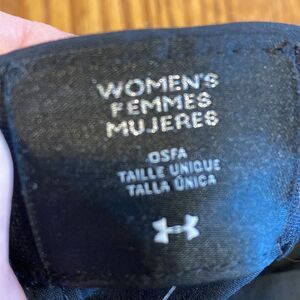 WOMEN'S
FEMMES
MUJERES
OSFA
TAILLE UNIQUE
TALLA ÚNICA